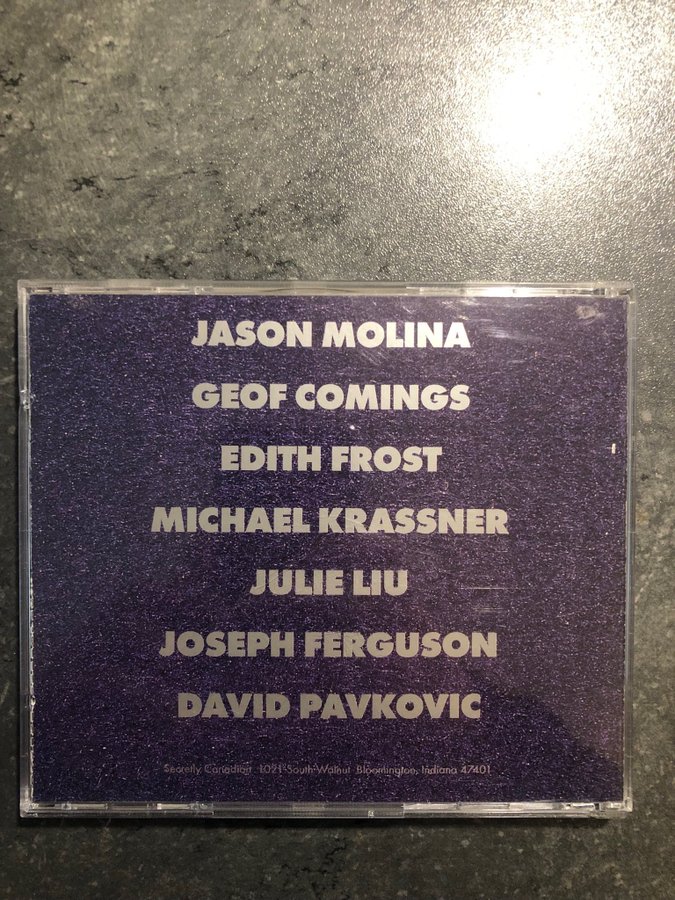 JASON MOLINA
GEOF COMINGS
EDITH FROST
MICHAEL KRASSNER
JULIE LIU
JOSEPH FERGUSON
DAVID PAVKOVIC
Secretly Canadian 1021 South Walnut Bloomington, Indiana 47401